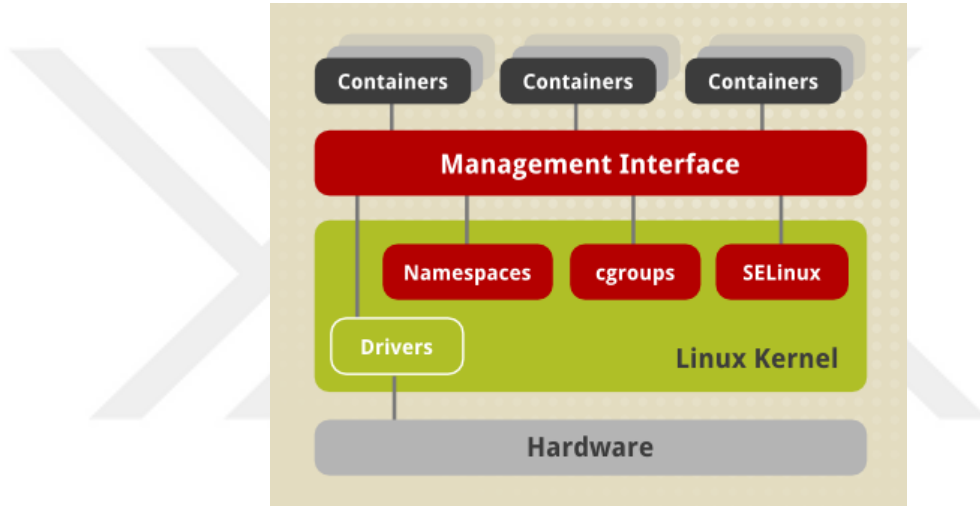 Containers
Containers
Containers
Management Interface
Namespaces
cgroups
SELinux
Drivers
Linux Kernel
Hardware